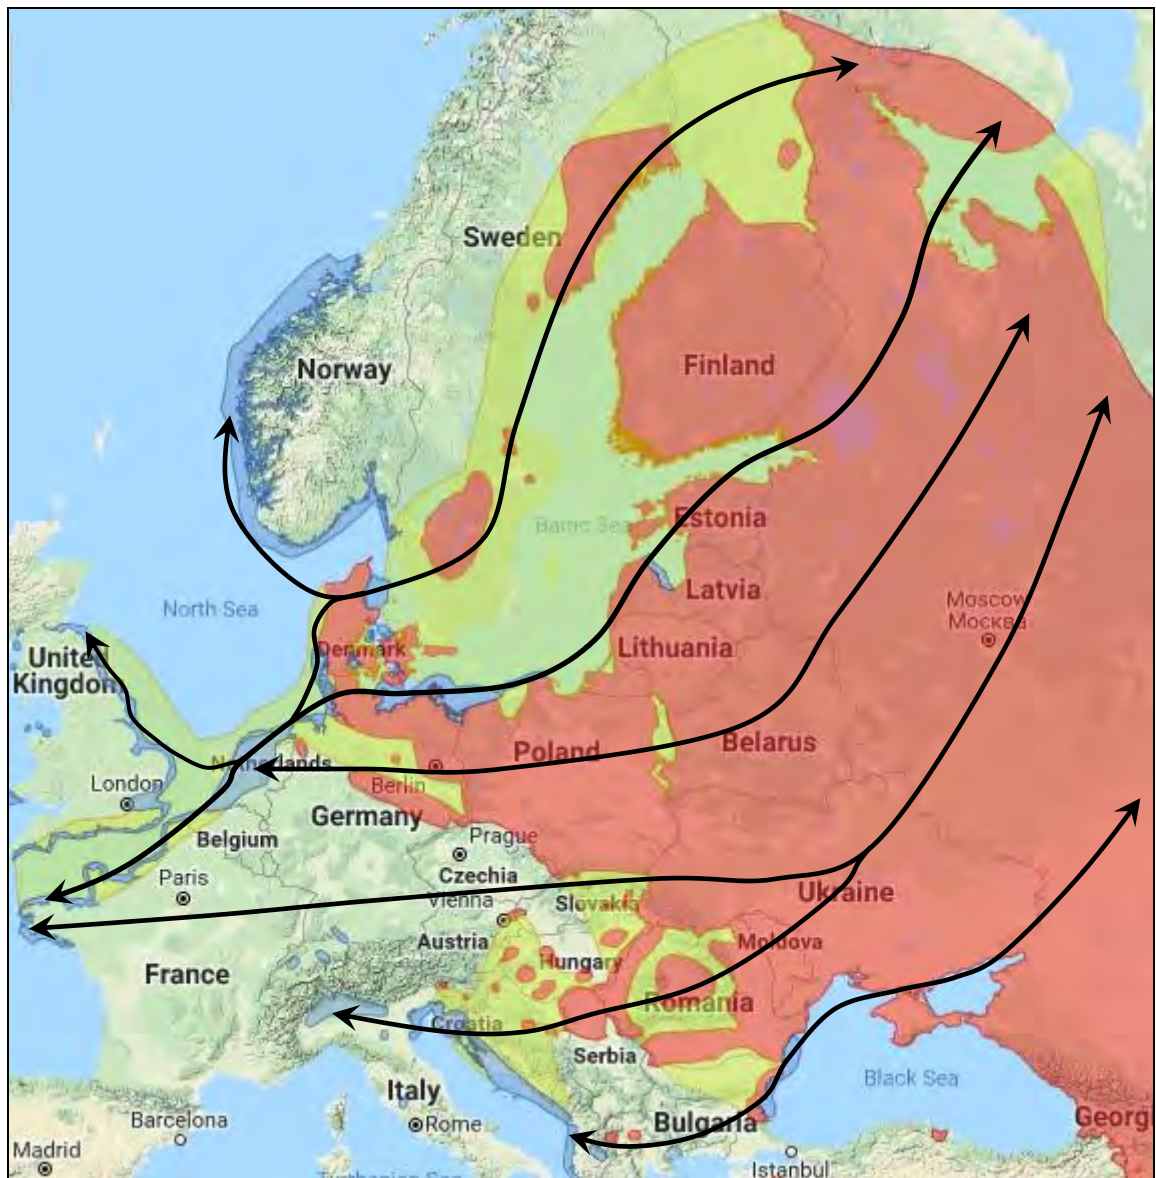 Sweden
Norway
Finland
Estonia
Baltic Sea
Latvia
Moscow
Москва
North Sea
Lithuania
Denmark
Unite
Kingdom
Poland
Belarus
Netherlands
London
Berlin
Germany
Belgium
Prague
Paris
Czechia
Ukraine
Vienna
Slovakia
Austria
Moldova
Hungary
France
Romania
Croatia
Serbia
Black Sea
Italy
Georgi
Barcelona
Rome
Bulgaria
Madrid
Istanbul